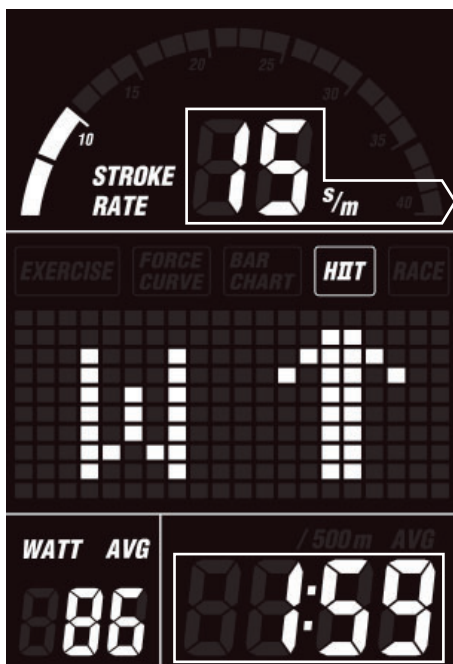 20 25
15 30
10 35
STROKE
RATE
15 s/m 40
EXERCISE FORCE CURVE BAR CHART HIIT RACE
W ↑
WATT AVG /500m AVG
86 1:59